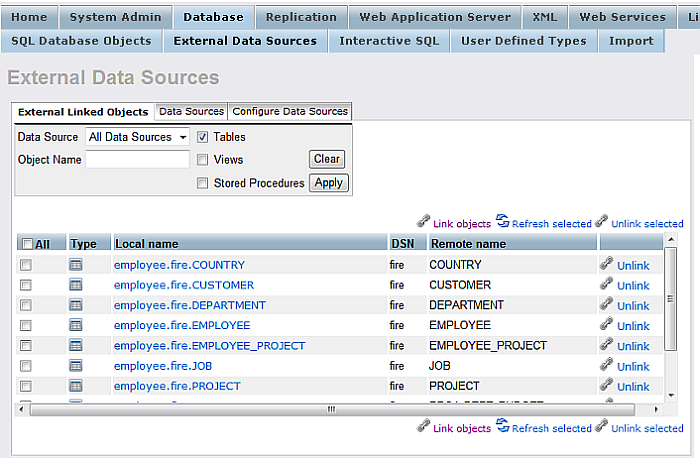 Home System Admin Database Replication Web Application Server XML Web Services Li
SQL Database Objects External Data Sources Interactive SQL User Defined Types Import
External Data Sources
External Linked Objects Data Sources Configure Data Sources
Data Source All Data Sources Tables
Object Name Views Clear
Stored Procedures Apply
Link objects Refresh selected Unlink selected
All Type Local name DSN Remote name
employee.fire.COUNTRY fire COUNTRY Unlink
employee.fire.CUSTOMER fire CUSTOMER Unlink
employee.fire.DEPARTMENT fire DEPARTMENT Unlink
employee.fire.EMPLOYEE fire EMPLOYEE Unlink
employee.fire.EMPLOYEE_PROJECT fire EMPLOYEE_PROJECT Unlink
employee.fire.JOB fire JOB Unlink
employee.fire.PROJECT fire PROJECT Unlink
Link objects Refresh selected Unlink selected